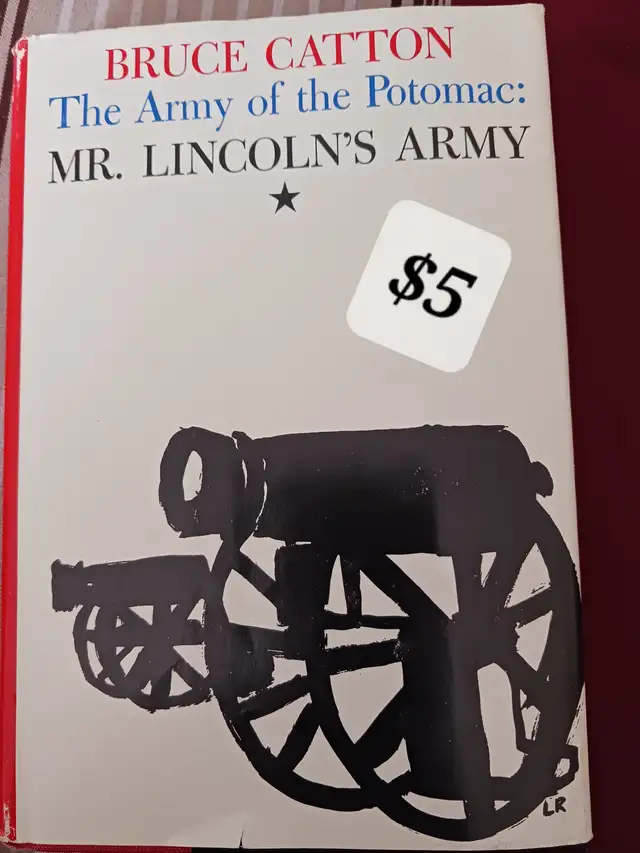 BRUCE CATTON
The Army of the Potomac:
MR. LINCOLN'S ARMY
$5
LR